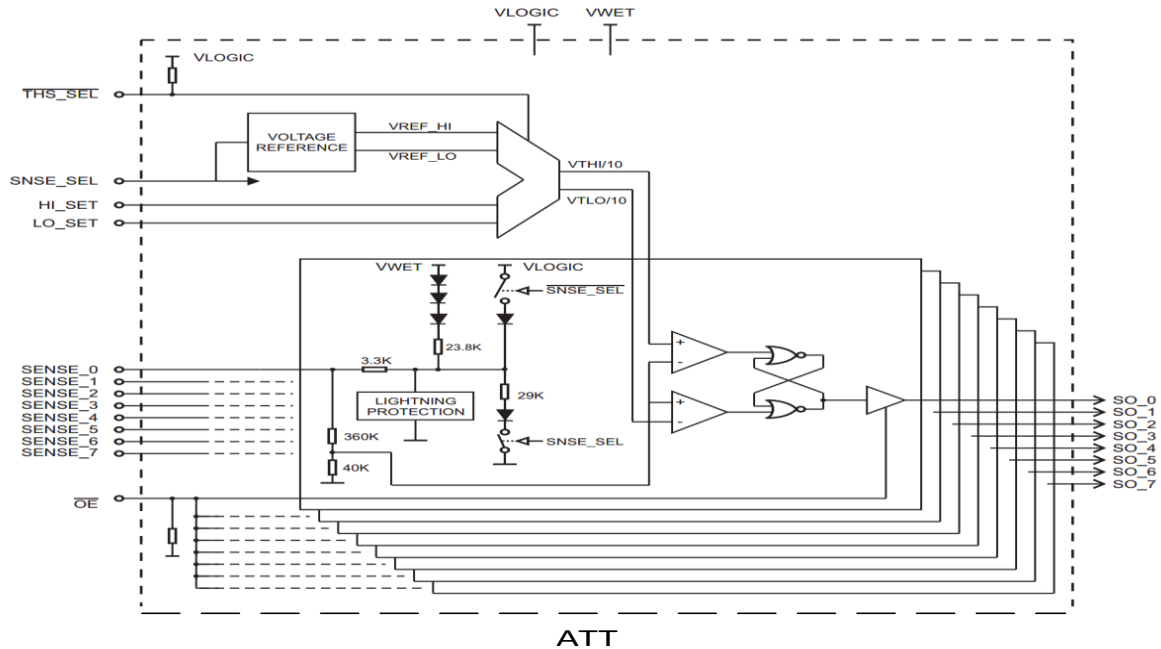 VLOGIC VWET
VLOGIC
THS_SEL
VOLTAGE
REFERENCE
VREF_HI
VREF_LO
SNSE_SEL
HI_SET
LO_SET
VTHI/10
VTLO/10
VWET
VLOGIC
SNSE_SEL
23.8K
3.3K
SENSE_0
SENSE_1
SENSE_2
SENSE_3
SENSE_4
SENSE_5
SENSE_6
SENSE_7
LIGHTNING
PROTECTION
29K
360K
SNSE_SEL
40K
+
-
+
-
SO_0
SO_1
SO_2
SO_3
SO_4
SO_5
SO_6
SO_7
OE
ATT